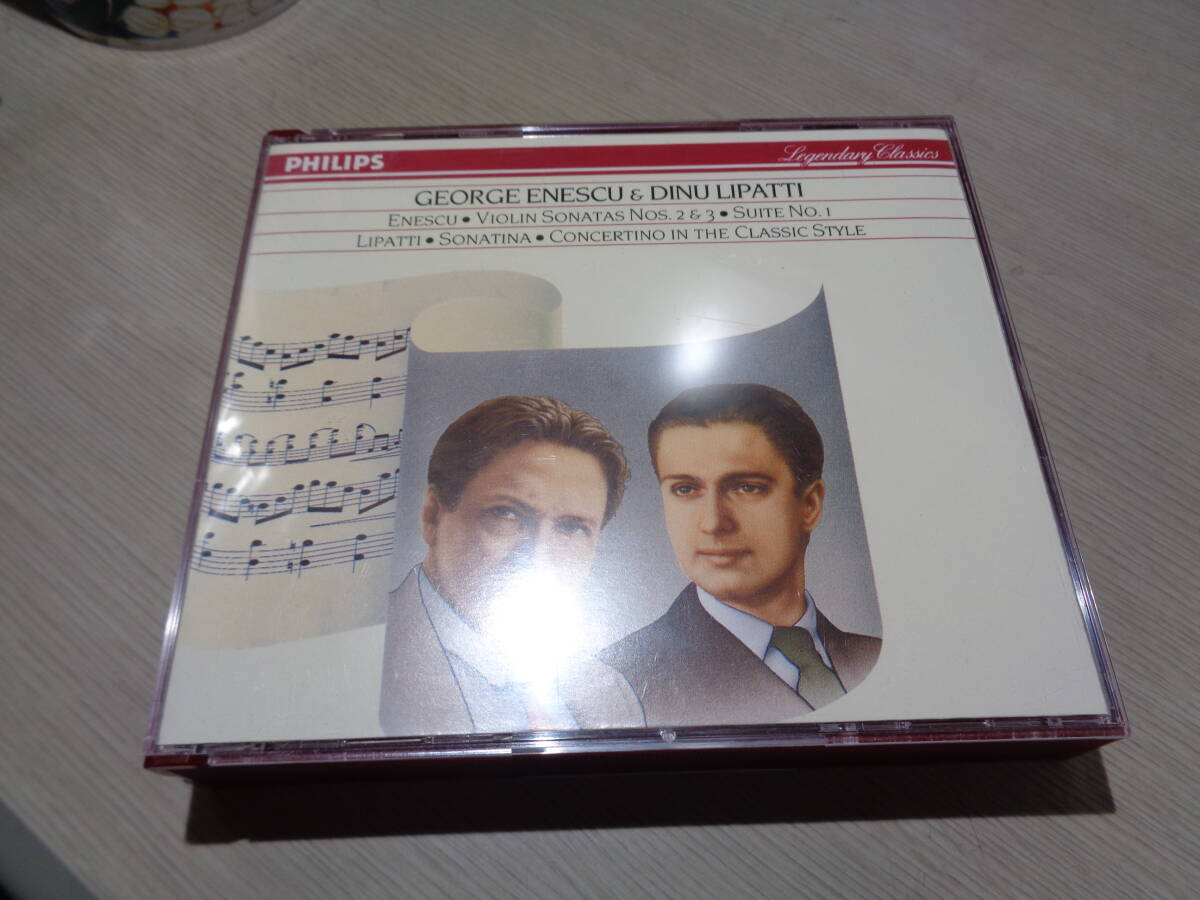 PHILIPS Legendary Classics
GEORGE ENESCU & DINU LIPATTI
ENESCU • VIOLIN SONATAS NOS. 2 & 3 • SUITE NO. 1
LIPATTI • SONATINA • CONCERTINO IN THE CLASSIC STYLE